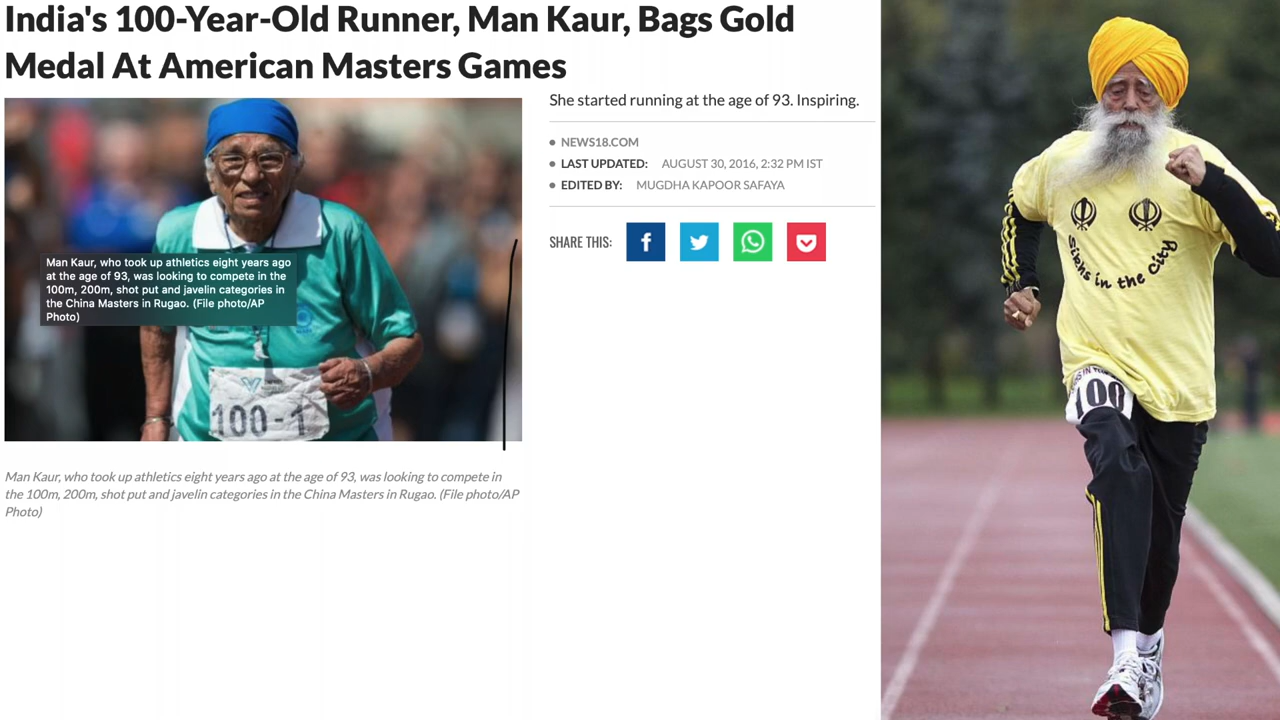 India's 100-Year-Old Runner, Man Kaur, Bags Gold
Medal At American Masters Games
She started running at the age of 93. Inspiring.
NEWS18.COM
LAST UPDATED: AUGUST 30, 2016, 2:32 PM IST
EDITED BY: MUGDHA KAPOOR SAFAYA
SHARE THIS:
Man Kaur, who took up athletics eight years ago
at the age of 93, was looking to compete in the
100m, 200m, shot put and javelin categories in
the China Masters in Rugao. (File photo/AP
Photo)
100-1
Man Kaur, who took up athletics eight years ago at the age of 93, was looking to compete in
the 100m, 200m, shot put and javelin categories in the China Masters in Rugao. (File photo/AP
Photo)
Sikhs in the City
100